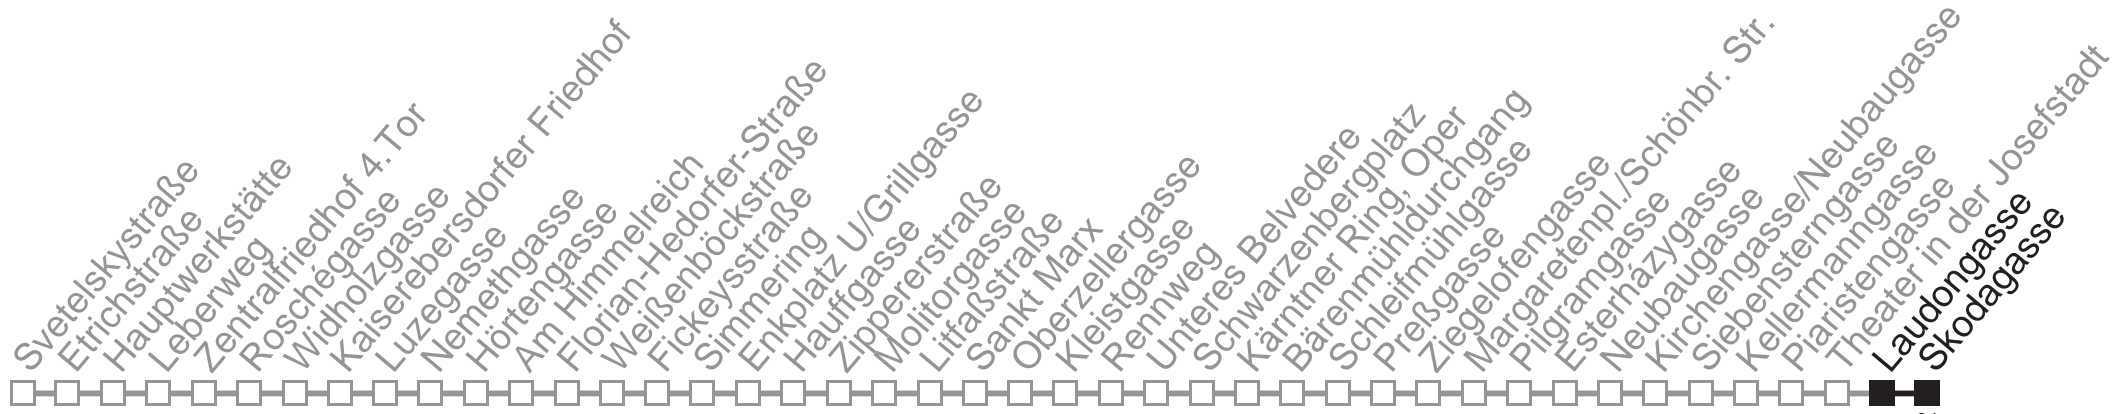 Svetelskystraße
Etrichstraße
Hauptwerkstätte
Leberweg
Zentralfriedhof 4.Tor
Roschégasse
Widholzgasse
Kaiserebersdorfer Friedhof
Luzegasse
Nemethgasse
Hörtengasse
Am Himmelreich
Florian-Hedorfer-Straße
Weißenböckstraße
Fickeysstraße
Simmering
Enkplatz U/Grillgasse
Hauffgasse
Zippererstraße
Molitorgasse
Litfaßstraße
Sankt Marx
Oberzellergasse
Kleistgasse
Rennweg
Unteres Belvedere
Schwarzenbergplatz
Kärntner Ring, Oper
Bärenmühldurchgang
Schleifmühlgasse
Preßgasse
Ziegelofengasse
Margaretenpl./Schönbr. Str.
Pilgramgasse
Esterházygasse
Neubaugasse
Kirchengasse/Neubaugasse
Siebensterngasse
Kellermanngasse
Piaristengasse
Theater in der Josefstadt
Laudongasse
Skodagasse